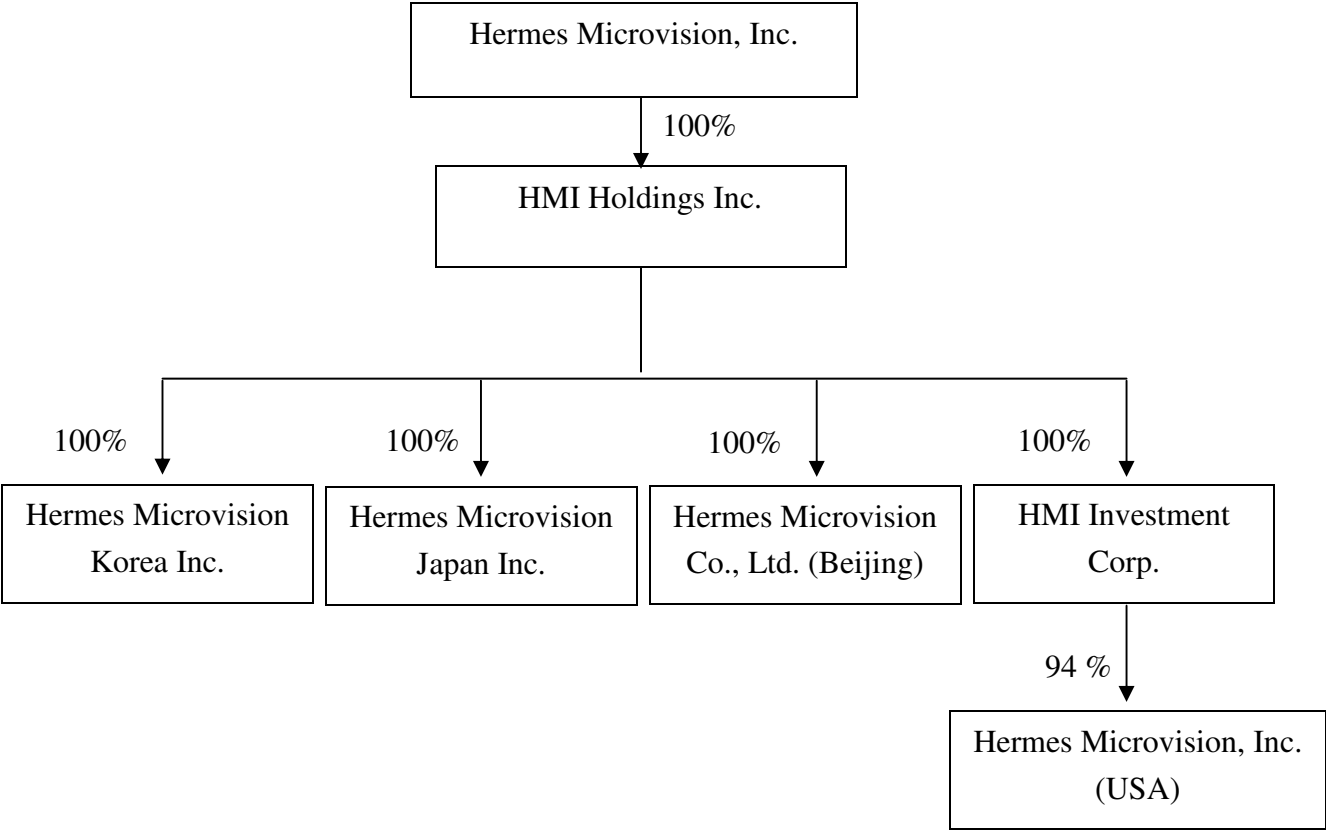 Hermes Microvision, Inc.
100%
HMI Holdings Inc.
100%
100%
100%
100%
Hermes Microvision
Korea Inc.
Hermes Microvision
Japan Inc.
Hermes Microvision
Co., Ltd. (Beijing)
HMI Investment
Corp.
94 %
Hermes Microvision, Inc.
(USA)